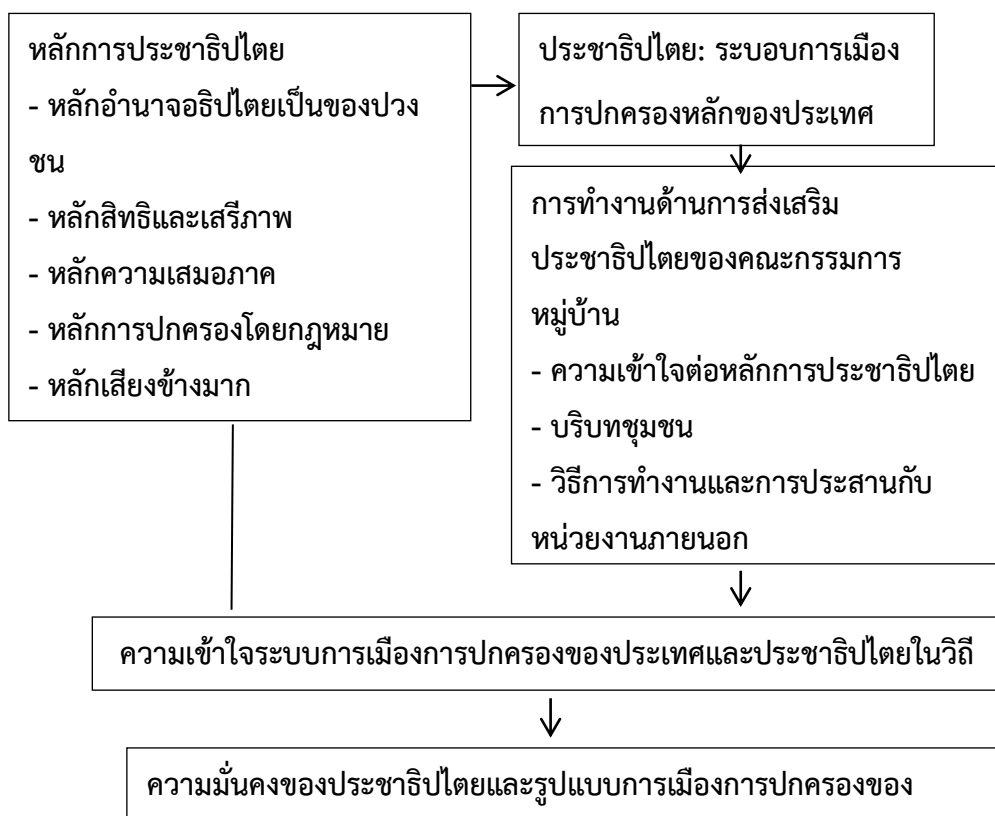 หลักการประชาธิปไตย
- หลักอำนาจอธิปไตยเป็นของปวง
ชน
- หลักสิทธิและเสรีภาพ
- หลักความเสมอภาค
- หลักการปกครองโดยกฎหมาย
- หลักเสียงข้างมาก
ประชาธิปไตย: ระบอบการเมือง
การปกครองหลักของประเทศ
การทำงานด้านการส่งเสริม
ประชาธิปไตยของคณะกรรมการ
หมู่บ้าน
- ความเข้าใจต่อหลักการประชาธิปไตย
- บริบทชุมชน
- วิธีการทำงานและการประสานกับ
หน่วยงานภายนอก
ความเข้าใจระบบการเมืองการปกครองของประเทศและประชาธิปไตยในวิถี
ความมั่นคงของประชาธิปไตยและรูปแบบการเมืองการปกครองของ